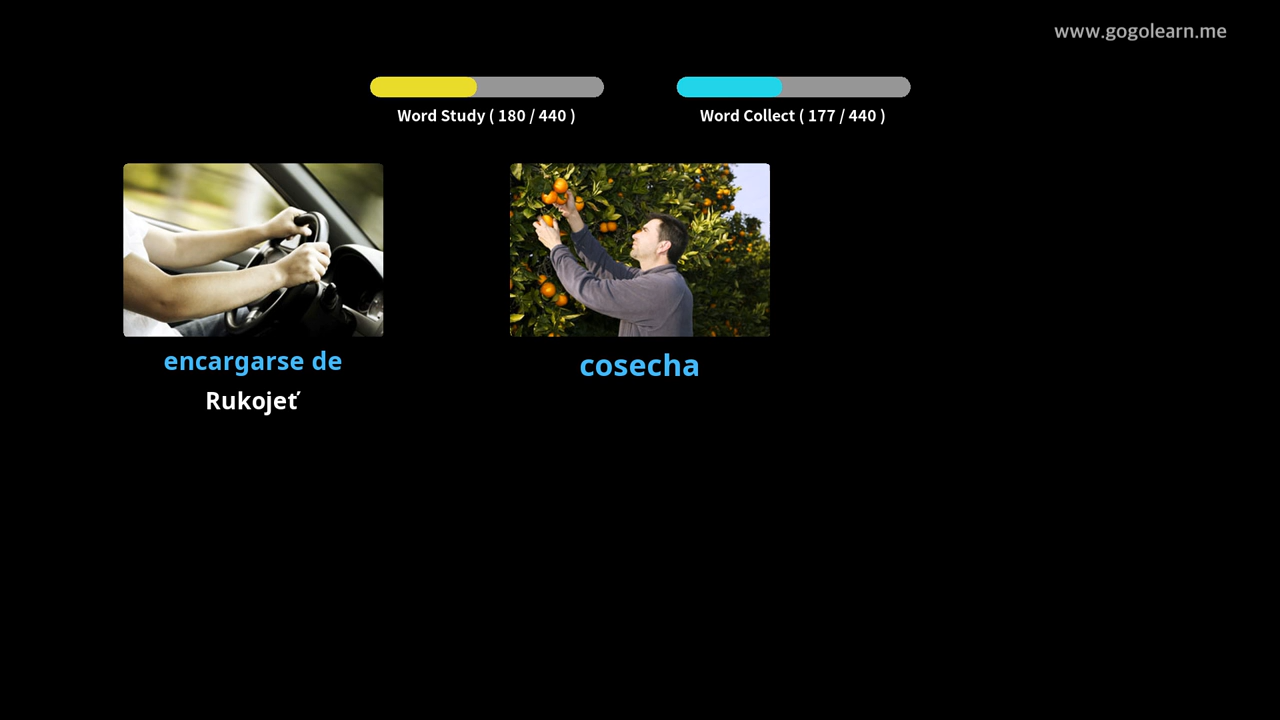 www.gogolearn.me
Word Study ( 180 / 440 )
Word Collect ( 177 / 440 )
encargarse de
Rukojeť
cosecha